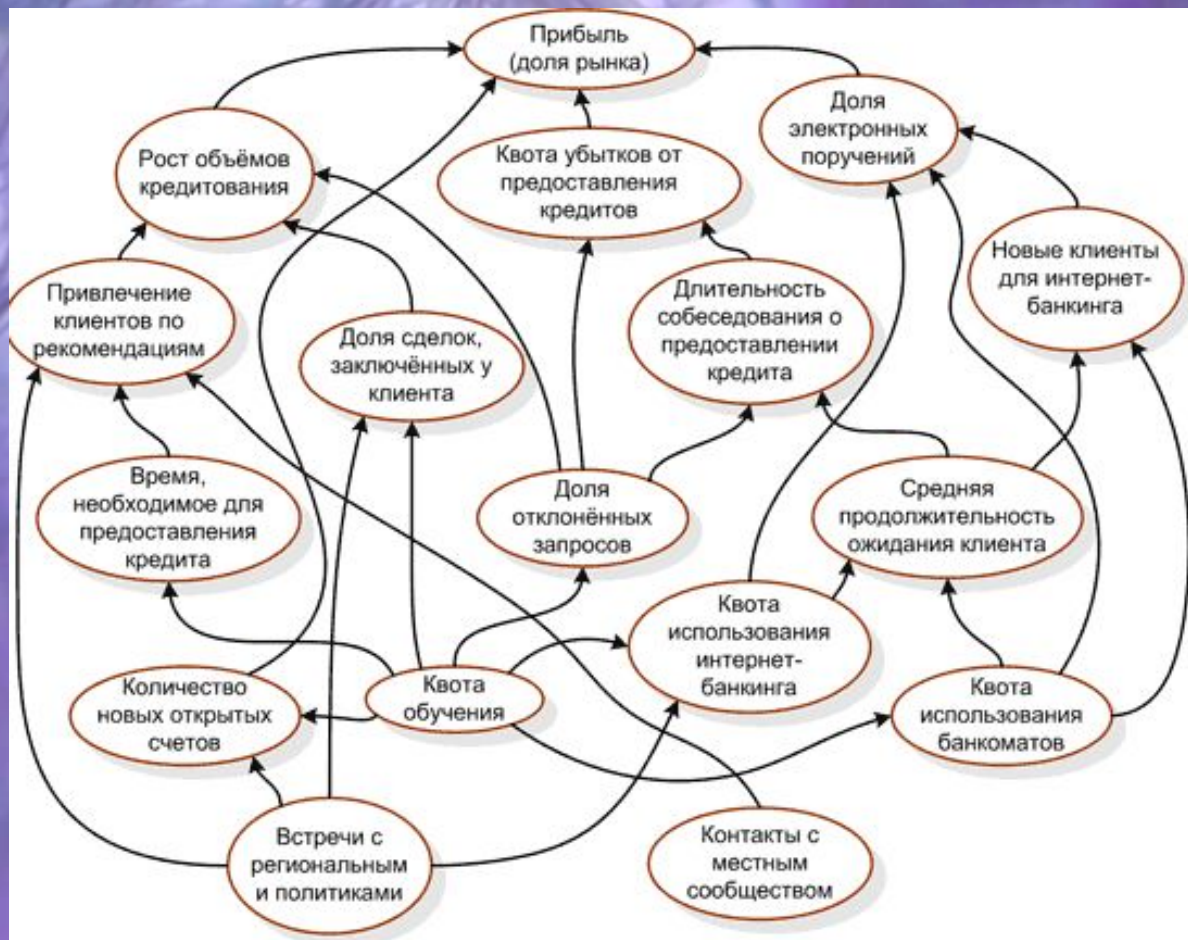 Прибыль
(доля рынка)
Доля
электронных
поручений
Рост объёмов
кредитования
Квота убытков от
предоставления
кредитов
Новые клиенты
для интернет-
банкинга
Привлечение
клиентов по
рекомендациям
Длительность
собеседования о
предоставлении
кредита
Доля сделок,
заключённых у
клиента
Время,
необходимое для
предоставления
кредита
Доля
отклонённых
запросов
Средняя
продолжительность
ожидания клиента
Квота
использования
интернет-
банкинга
Количество
новых открытых
счетов
Квота
обучения
Квота
использования
банкоматов
Встречи с
региональным
и политиками
Контакты с
местным
сообществом